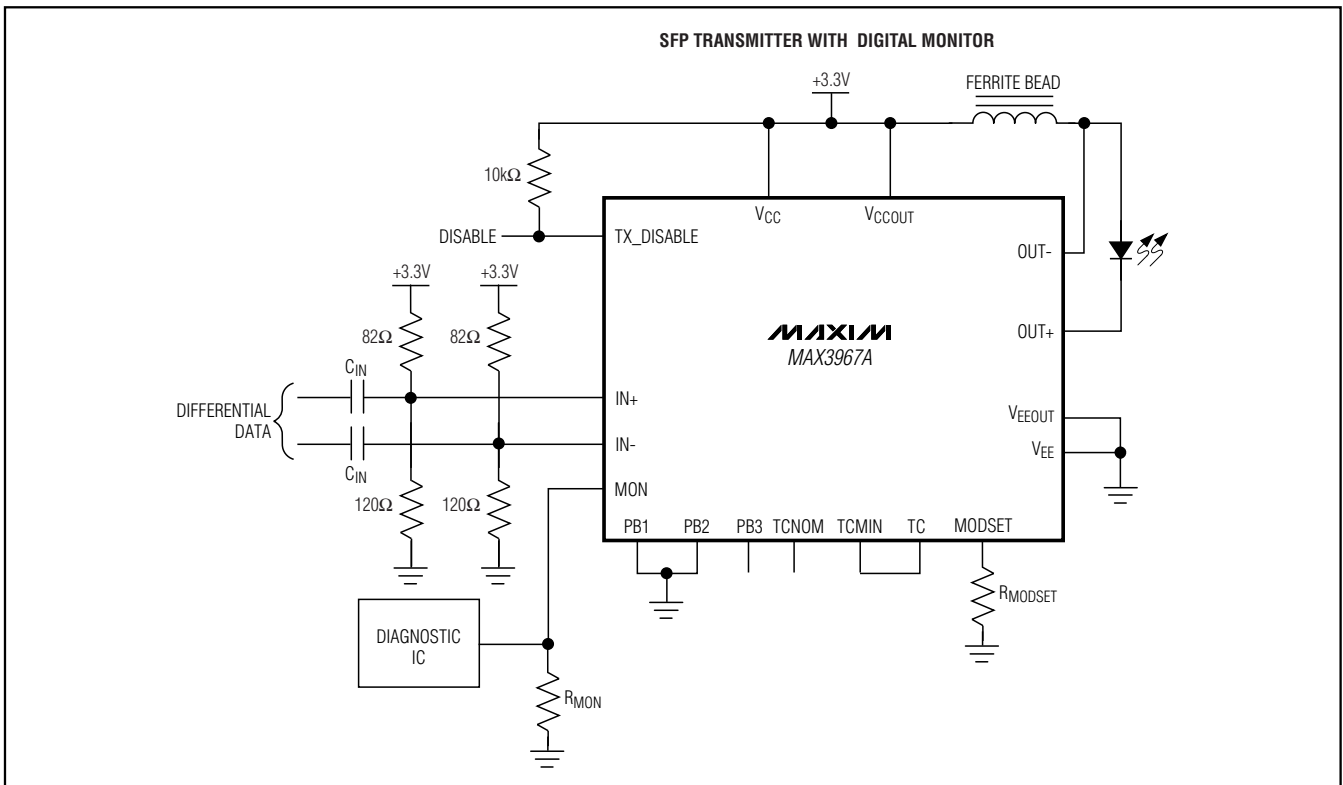 SFP TRANSMITTER WITH DIGITAL MONITOR
+3.3V
FERRITE BEAD
10kΩ
VCC
VCCOUT
DISABLE
TX_DISABLE
OUT-
+3.3V
+3.3V
82Ω
82Ω
MAXIM
MAX3967A
OUT+
CIN
IN+
DIFFERENTIAL
DATA
VEEOUT
IN-
VEE
CIN
MON
120Ω
120Ω
PB1
PB2
PB3
TCNOM
TCMIN
TC
MODSET
RMODSET
DIAGNOSTIC
IC
RMON